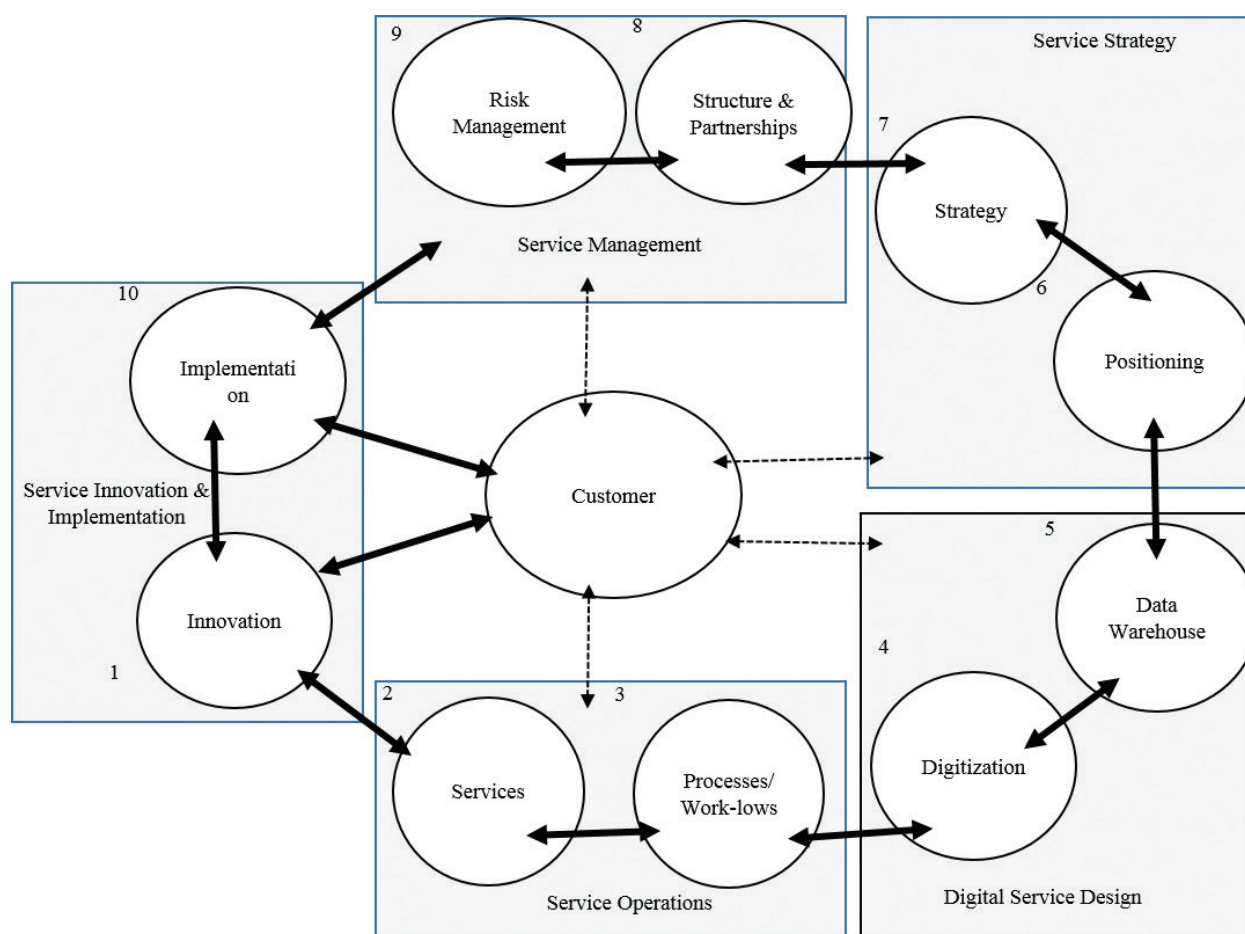 9
8
Service Strategy
Risk
Management
Structure &
Partnerships
7
Strategy
Service Management
6
10
Positioning
Implementati
on
Service Innovation &
Implementation
Customer
5
Innovation
Data
Warehouse
4
1
2
3
Services
Processes/
Work-lows
Digitization
Service Operations
Digital Service Design